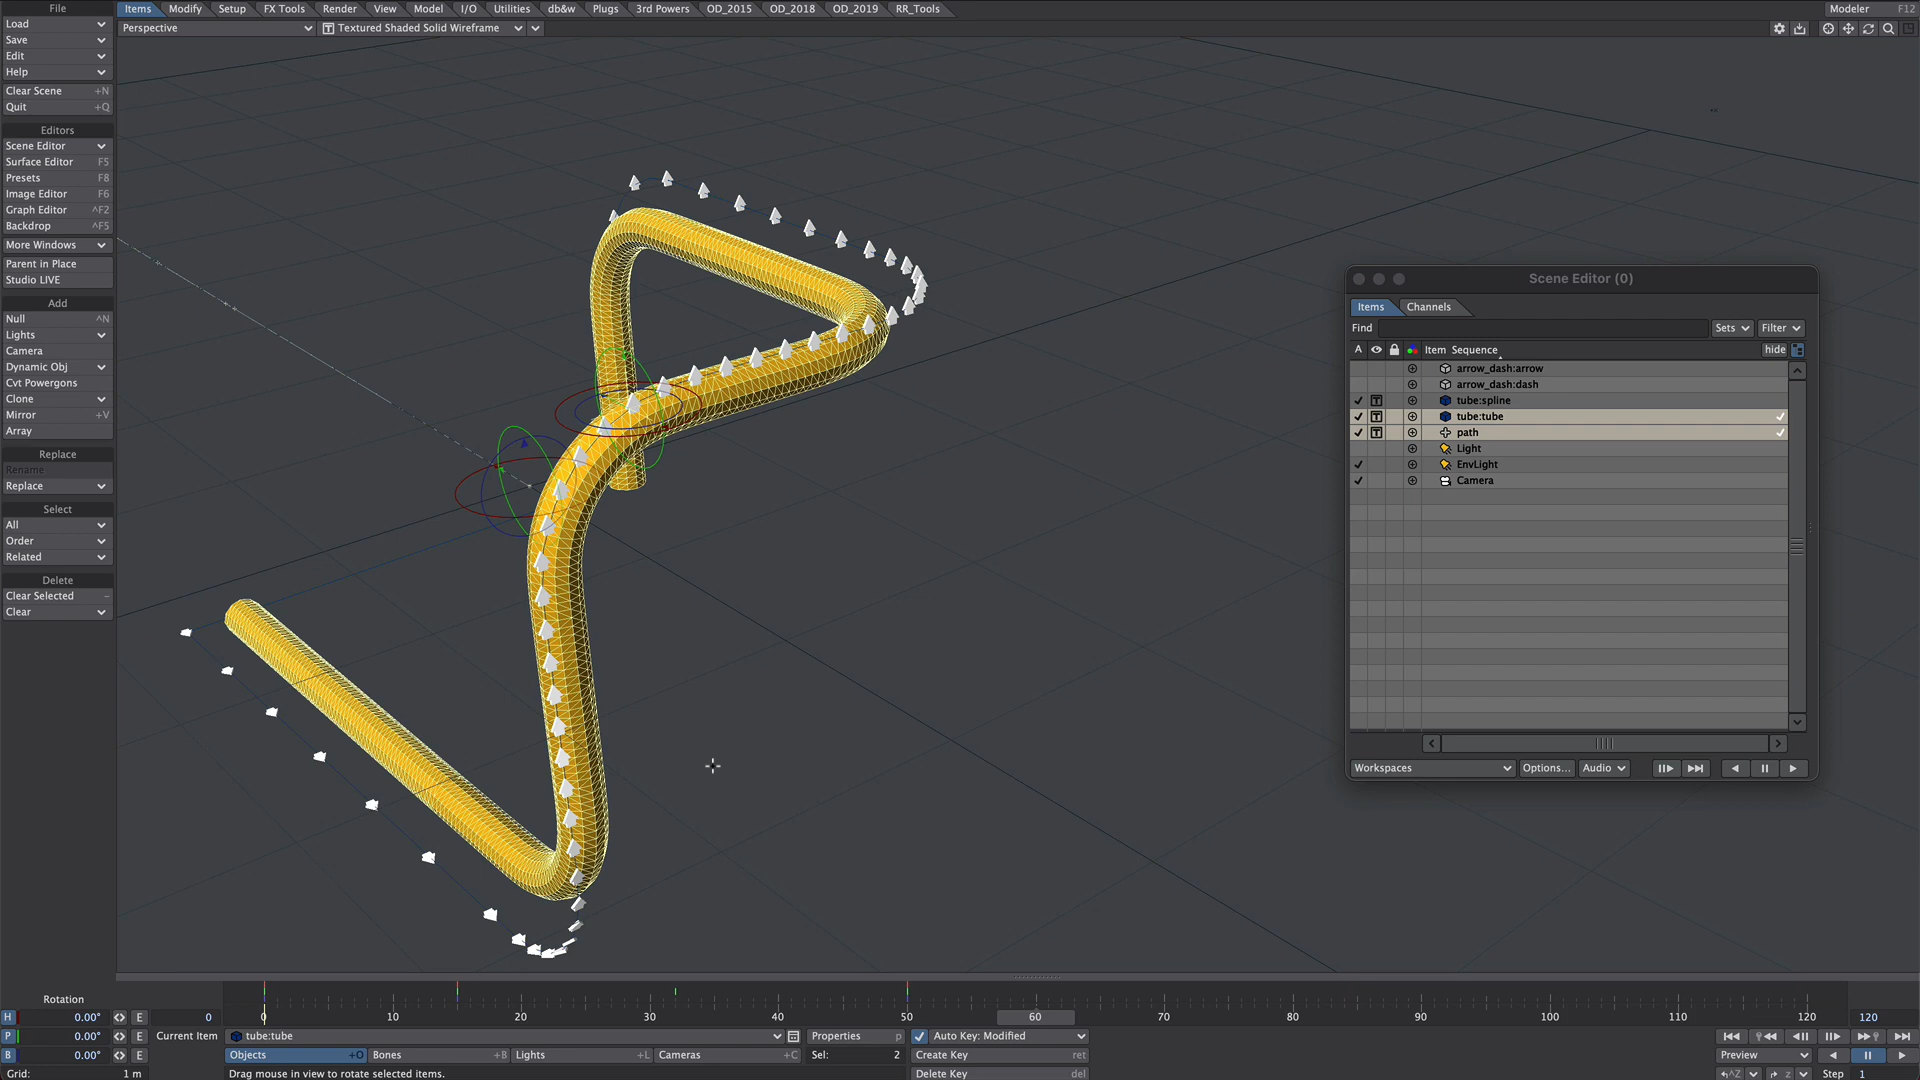 File
Items Modify Setup FX Tools Render View Model I/O Utilities db&w Plugs 3rd Powers OD_2015 OD_2018 OD_2019 RR_Tools
Modeler F12
Load
Perspective
Textured Shaded Solid Wireframe
Save
Edit
Help
Clear Scene +N
Quit +Q
Editors
Scene Editor
Surface Editor F5
Presets F8
Image Editor F6
Graph Editor ^F2
Backdrop ^F5
More Windows
Parent in Place
Studio LIVE
Add
Null ^N
Lights
Camera
Dynamic Obj
Cvt Powergons
Clone
Mirror +V
Array
Replace
Rename
Replace
Select
All
Order
Related
Delete
Clear Selected –
Clear
Scene Editor (0)
Items Channels
Find Sets Filter
A Item Sequence hide
arrow_dash:arrow
arrow_dash:dash
T tube:spline
T tube:tube
T path
Light
EnvLight
Camera
Workspaces Options... Audio
Rotation
H 0.00° E 0
0 10 20 30 40 50 60 70 80 90 100 110 120 120
P 0.00° E Current Item tube:tube Properties p Auto Key: Modified
B 0.00° E Objects +O Bones +B Lights +L Cameras +C Sel: 2 Create Key ret Preview
Grid: 1 m Drag mouse in view to rotate selected items. Delete Key del ^Z z Step 1